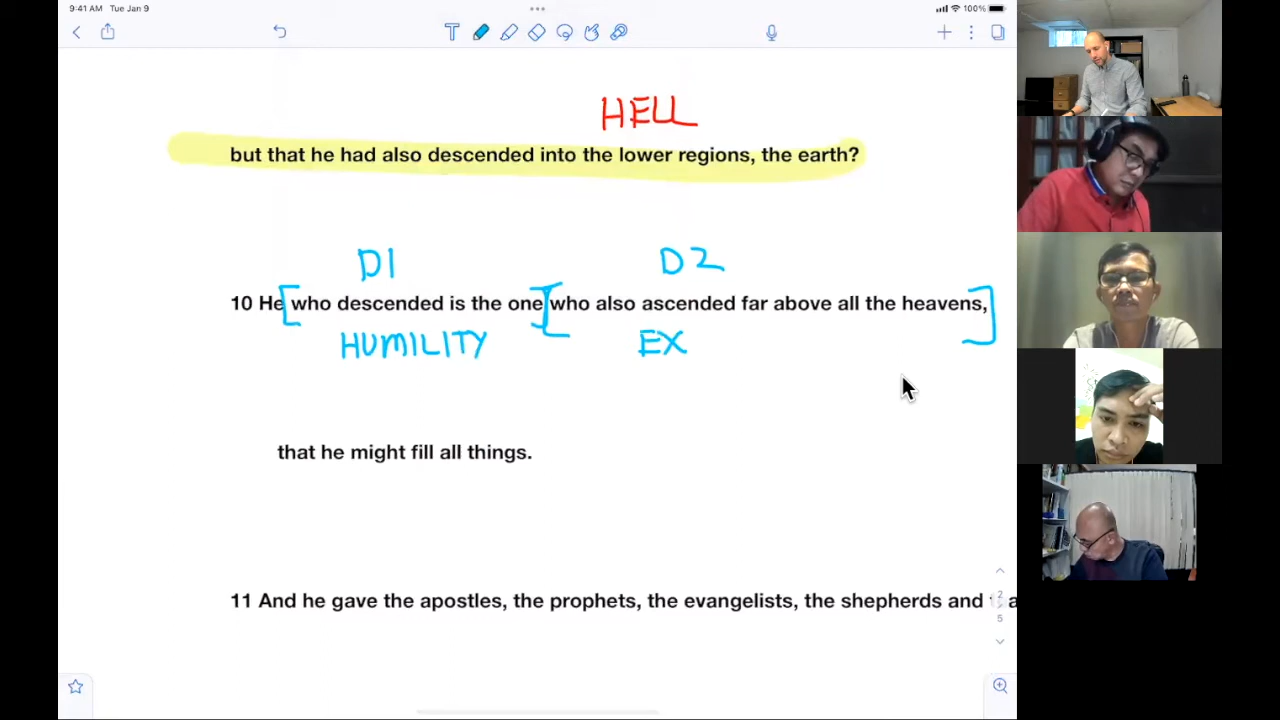 9:41 AM Tue Jan 9
100%
HELL
but that he had also descended into the lower regions, the earth?
D1 D2
10 He [who descended is the one] [who also ascended far above all the heavens,]
HUMILITY EX
that he might fill all things.
11 And he gave the apostles, the prophets, the evangelists, the shepherds and
2
5